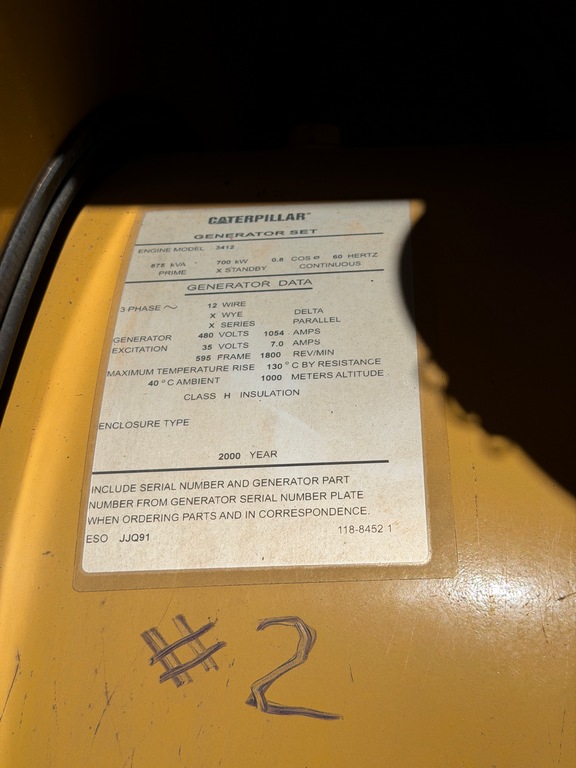 CATERPILLAR
GENERATOR SET
ENGINE MODEL 3412
875 kVA 700 kW 0.8 COS Ø 60 HERTZ
PRIME X STANDBY CONTINUOUS
GENERATOR DATA
3 PHASE ~ 12 WIRE
X WYE DELTA
X SERIES PARALLEL
GENERATOR 480 VOLTS 1054 AMPS
EXCITATION 35 VOLTS 7.0 AMPS
595 FRAME 1800 REV/MIN
MAXIMUM TEMPERATURE RISE 130 °C BY RESISTANCE
40 °C AMBIENT 1000 METERS ALTITUDE
CLASS H INSULATION
ENCLOSURE TYPE
2000 YEAR
INCLUDE SERIAL NUMBER AND GENERATOR PART
NUMBER FROM GENERATOR SERIAL NUMBER PLATE
WHEN ORDERING PARTS AND IN CORRESPONDENCE.
ESO JJQ91 118-8452 1
#2